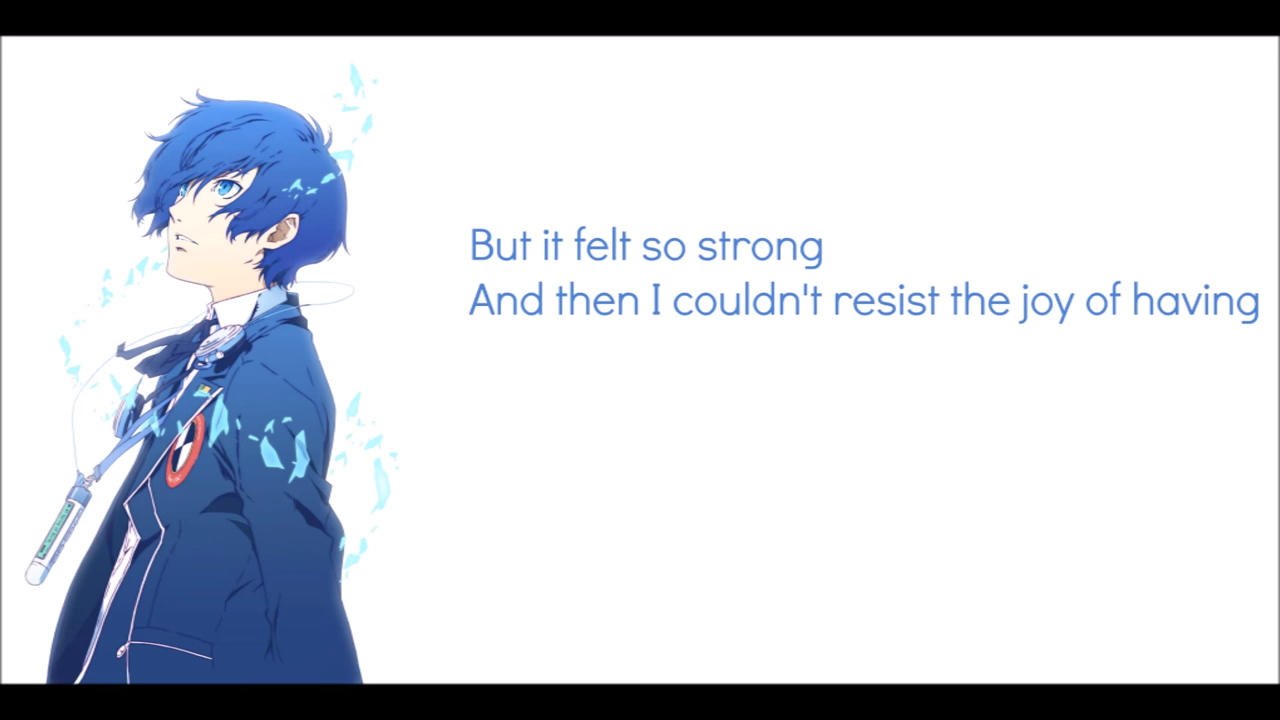 But it felt so strong
And then I couldn't resist the joy of having